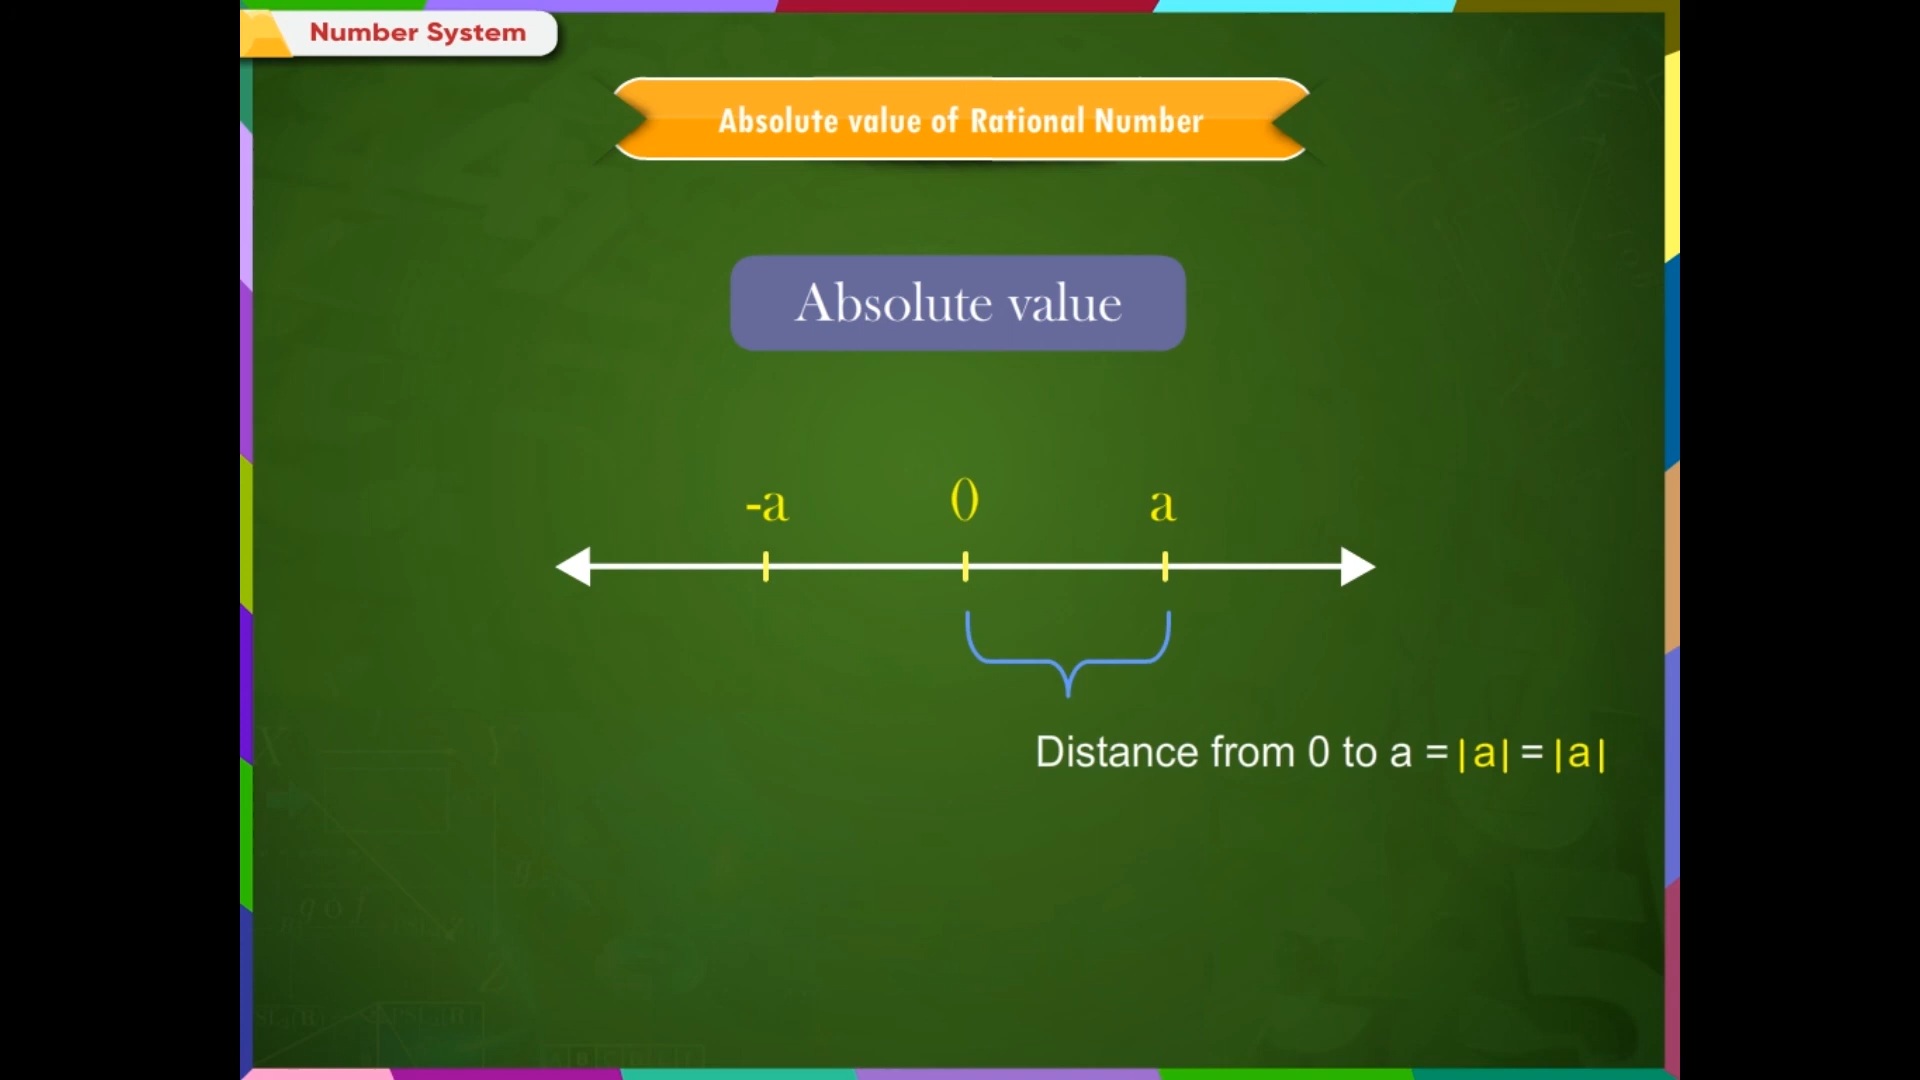 Number System
Absolute value of Rational Number
Absolute value
-a 0 a
Distance from 0 to a = |a| = |a|